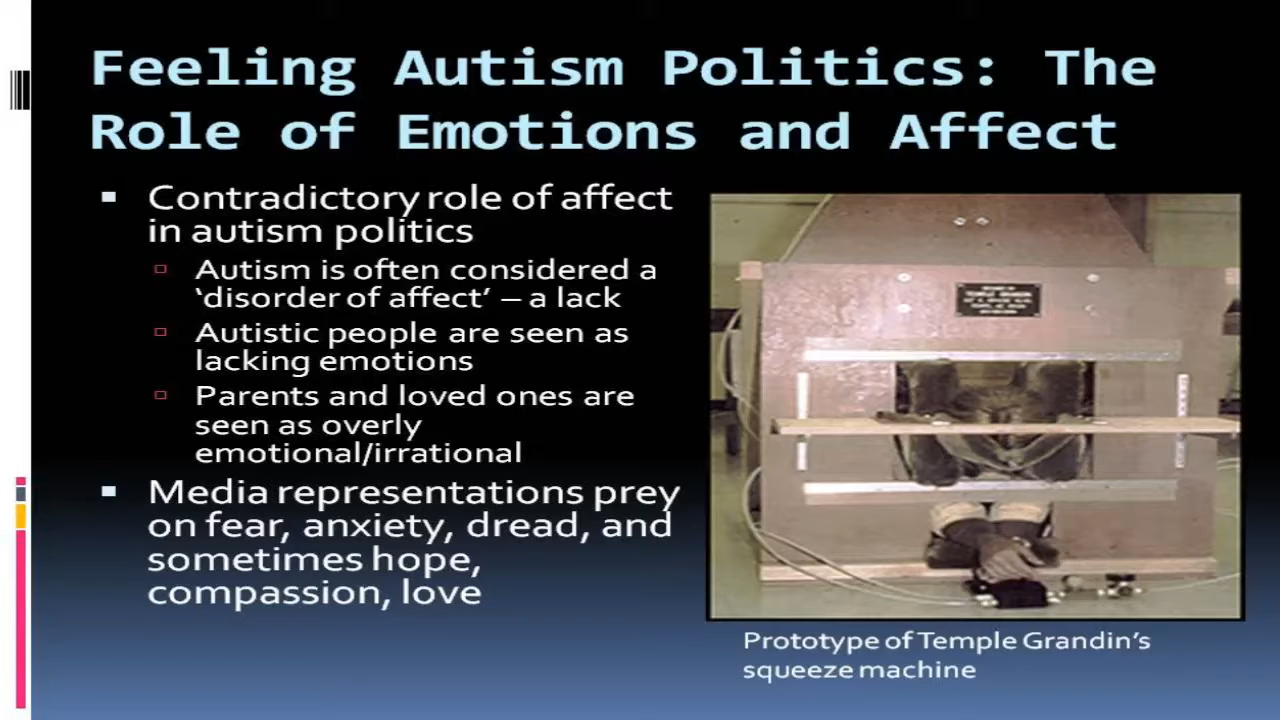 Feeling Autism Politics: The
Role of Emotions and Affect
Contradictory role of affect
in autism politics
Autism is often considered a
‘disorder of affect’ – a lack
Autistic people are seen as
lacking emotions
Parents and loved ones are
seen as overly
emotional/irrational
Media representations prey
on fear, anxiety, dread, and
sometimes hope,
compassion, love
Prototype of Temple Grandin’s
squeeze machine